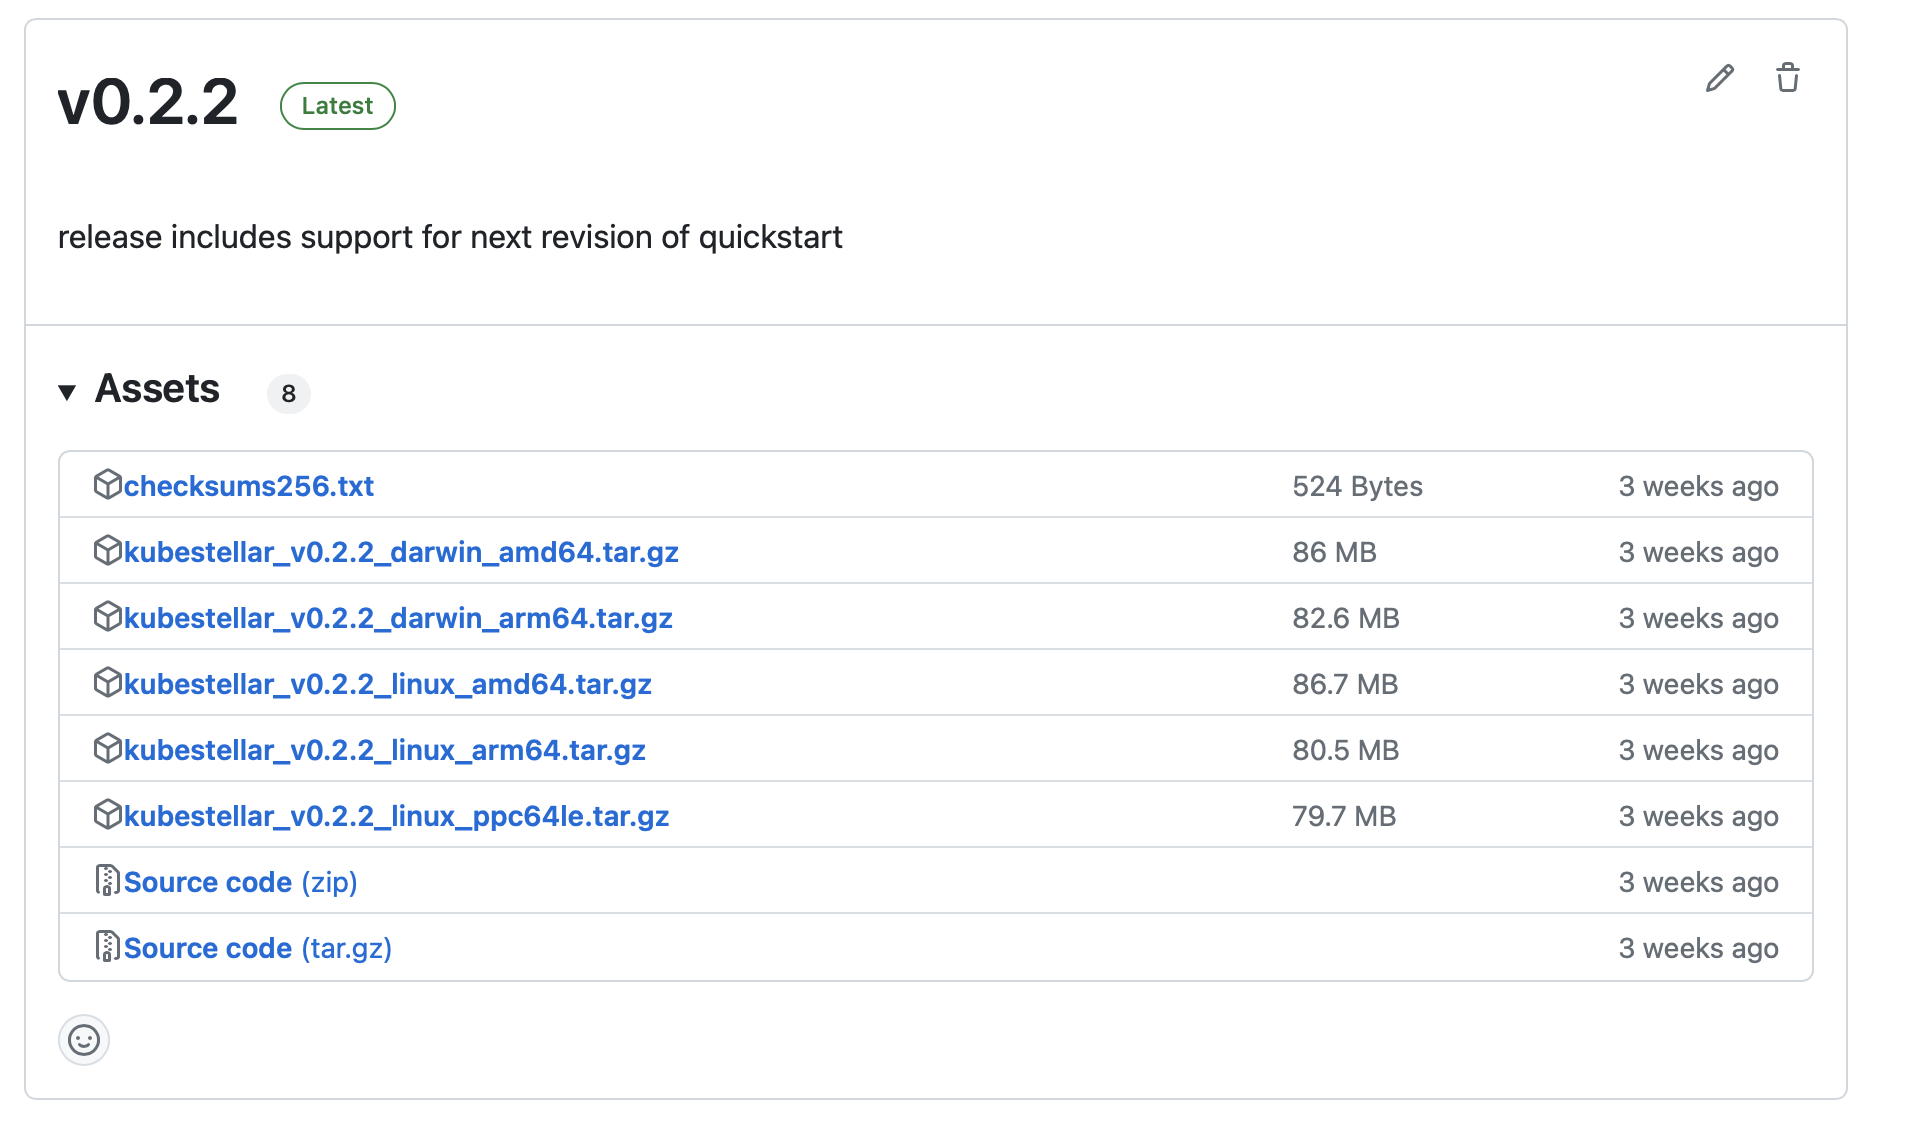 v0.2.2 Latest
release includes support for next revision of quickstart
Assets 8
checksums256.txt 524 Bytes 3 weeks ago
kubestellar_v0.2.2_darwin_amd64.tar.gz 86 MB 3 weeks ago
kubestellar_v0.2.2_darwin_arm64.tar.gz 82.6 MB 3 weeks ago
kubestellar_v0.2.2_linux_amd64.tar.gz 86.7 MB 3 weeks ago
kubestellar_v0.2.2_linux_arm64.tar.gz 80.5 MB 3 weeks ago
kubestellar_v0.2.2_linux_ppc64le.tar.gz 79.7 MB 3 weeks ago
Source code (zip) 3 weeks ago
Source code (tar.gz) 3 weeks ago